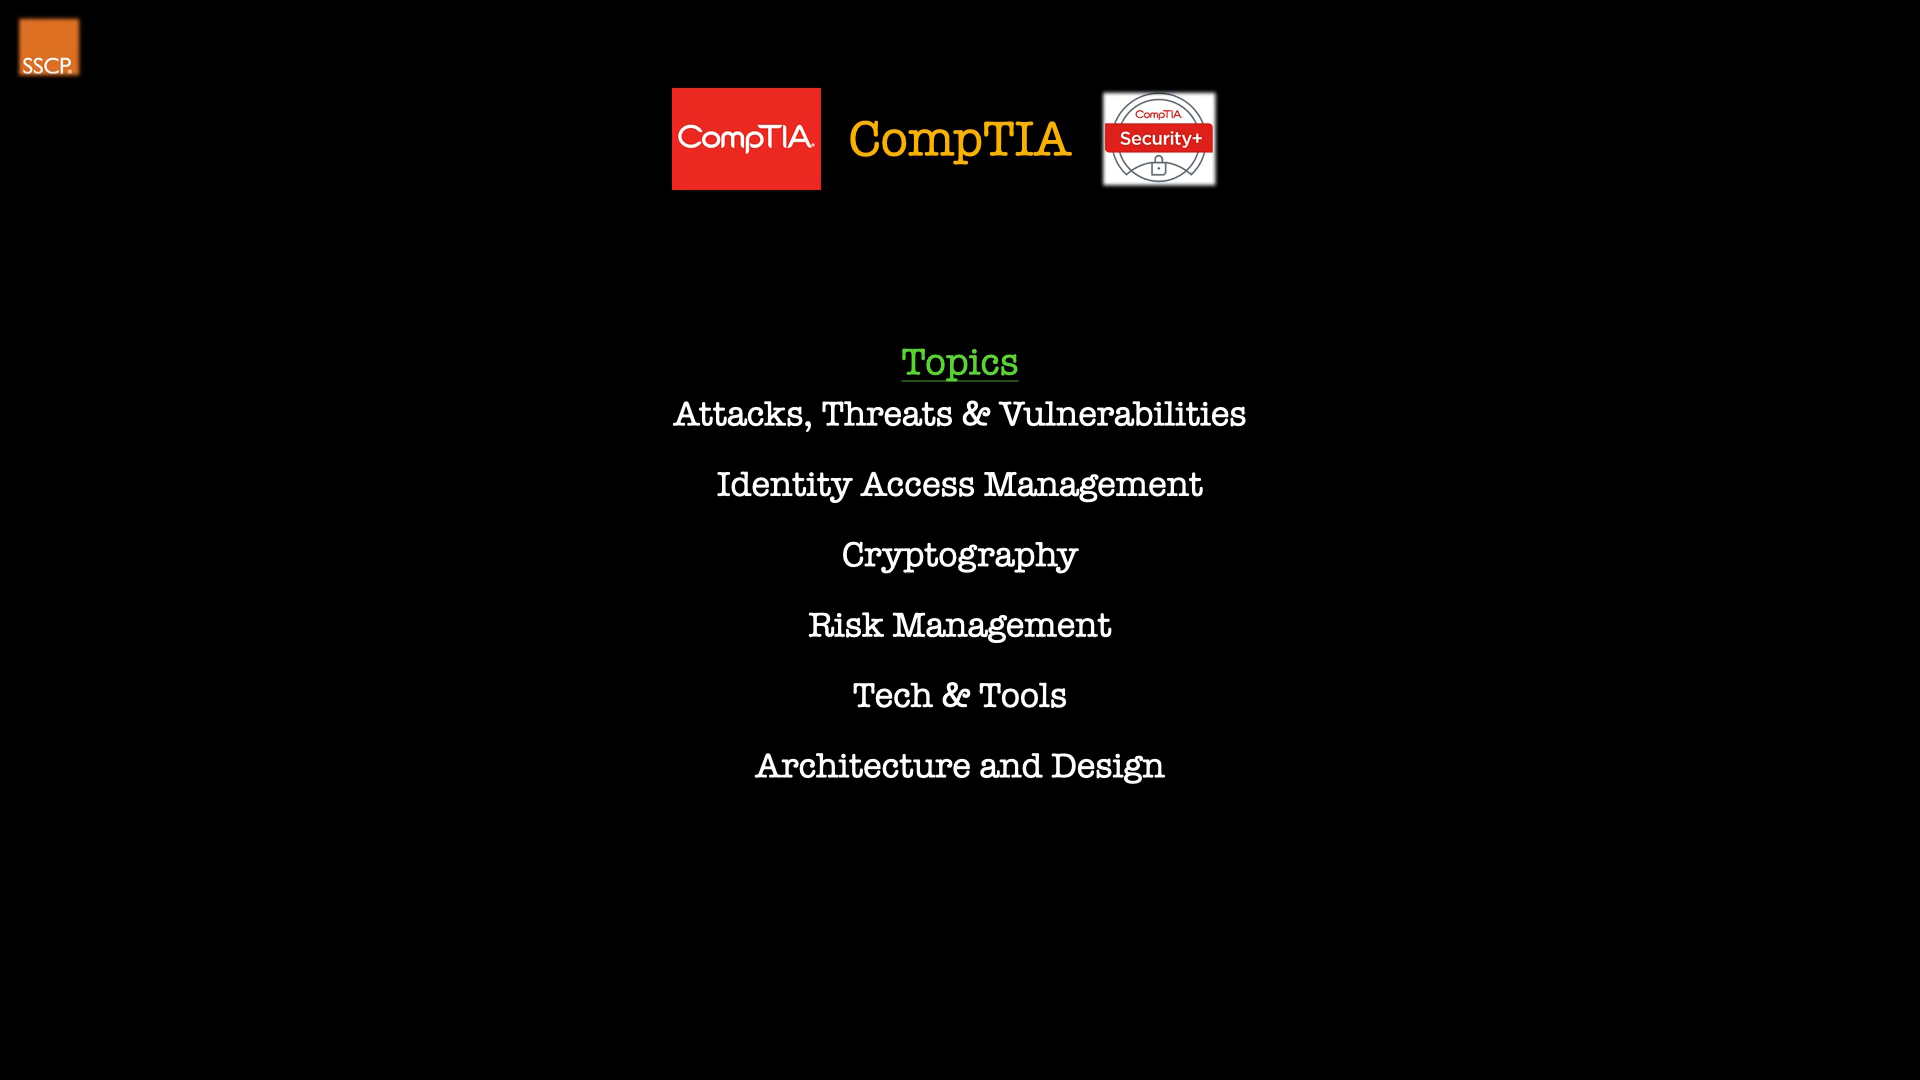 SSCP®
CompTIA®
CompTIA
CompTIA
Security+
Topics
Attacks, Threats & Vulnerabilities
Identity Access Management
Cryptography
Risk Management
Tech & Tools
Architecture and Design